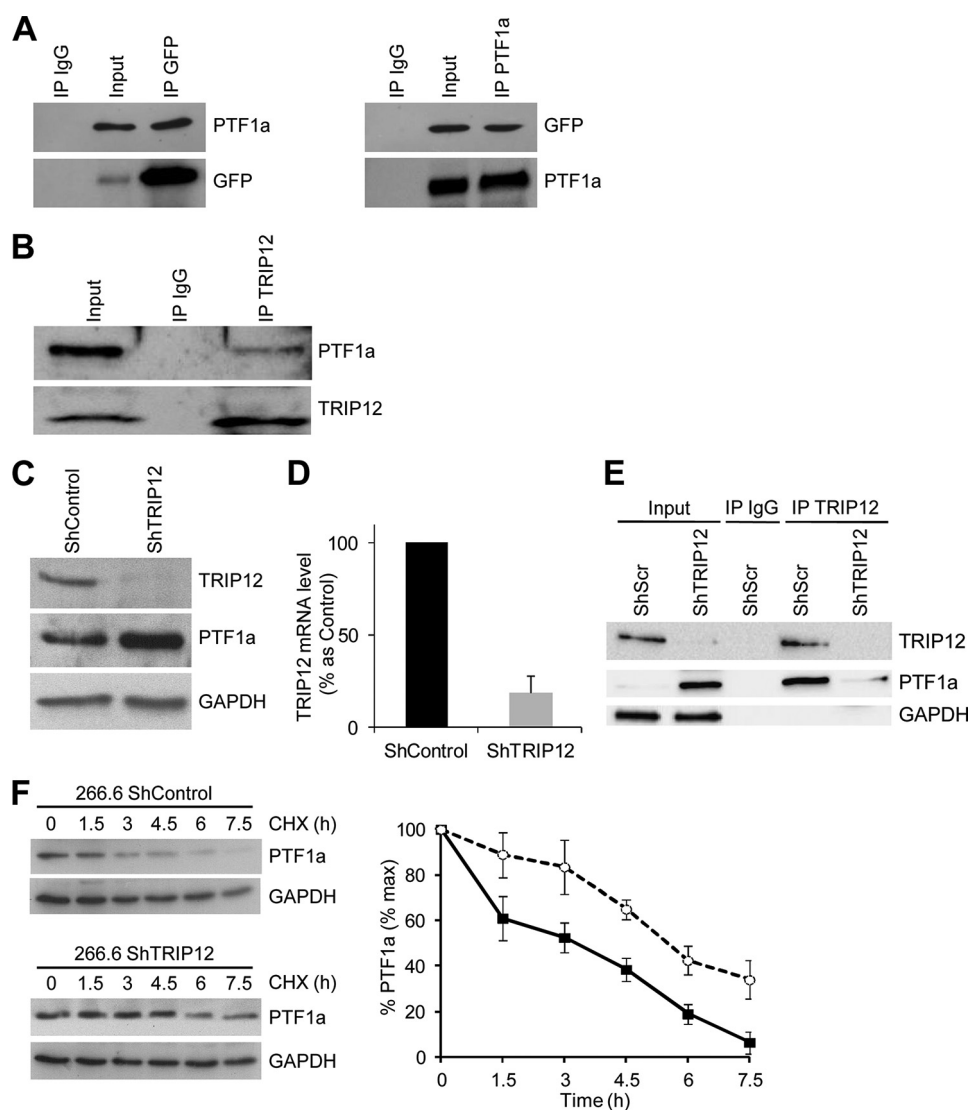 A
IP IgG
Input
IP GFP
PTF1a
GFP
IP IgG
Input
IP PTF1a
GFP
PTF1a
B
Input
IP IgG
IP TRIP12
PTF1a
TRIP12
C
ShControl
ShTRIP12
TRIP12
PTF1a
GAPDH
D
TRIP12 mRNA level
(% as Control)
100
50
0
ShControl ShTRIP12
E
Input IP IgG IP TRIP12
ShScr
ShTRIP12
ShScr
ShScr
ShTRIP12
TRIP12
PTF1a
GAPDH
F
266.6 ShControl
0 1.5 3 4.5 6 7.5 CHX (h)
PTF1a
GAPDH
266.6 ShTRIP12
0 1.5 3 4.5 6 7.5 CHX (h)
PTF1a
GAPDH
% PTF1a (% max)
100
80
60
40
20
0
0 1.5 3 4.5 6 7.5
Time (h)